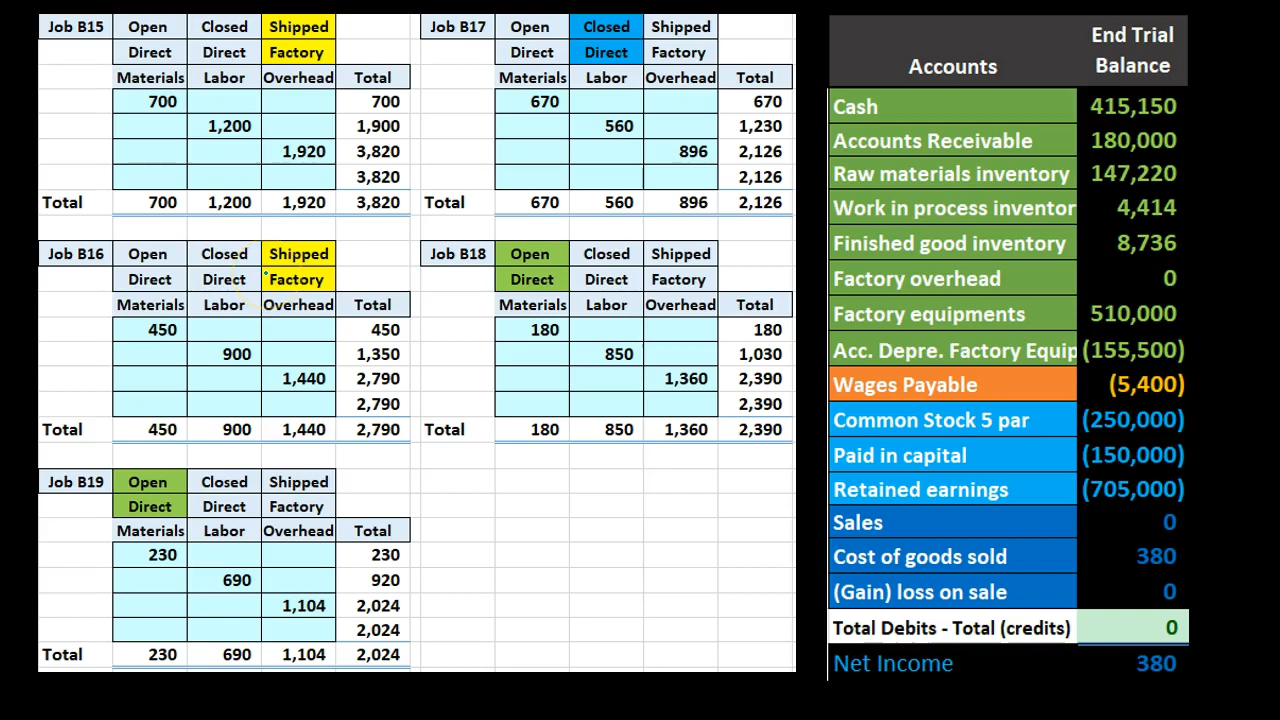 Job B15 Open Closed Shipped
Direct Direct Factory
Materials Labor Overhead Total
700 700
1,200 1,900
1,920 3,820
3,820
Total 700 1,200 1,920 3,820
Job B17 Open Closed Shipped
Direct Direct Factory
Materials Labor Overhead Total
670 670
560 1,230
896 2,126
2,126
Total 670 560 896 2,126
Job B16 Open Closed Shipped
Direct Direct Factory
Materials Labor Overhead Total
450 450
900 1,350
1,440 2,790
2,790
Total 450 900 1,440 2,790
Job B18 Open Closed Shipped
Direct Direct Factory
Materials Labor Overhead Total
180 180
850 1,030
1,360 2,390
2,390
Total 180 850 1,360 2,390
Job B19 Open Closed Shipped
Direct Direct Factory
Materials Labor Overhead Total
230 230
690 920
1,104 2,024
2,024
Total 230 690 1,104 2,024
End Trial
Accounts Balance
Cash 415,150
Accounts Receivable 180,000
Raw materials inventory 147,220
Work in process inventor 4,414
Finished good inventory 8,736
Factory overhead 0
Factory equipments 510,000
Acc. Depre. Factory Equip (155,500)
Wages Payable (5,400)
Common Stock 5 par (250,000)
Paid in capital (150,000)
Retained earnings (705,000)
Sales 0
Cost of goods sold 380
(Gain) loss on sale 0
Total Debits - Total (credits) 0
Net Income 380